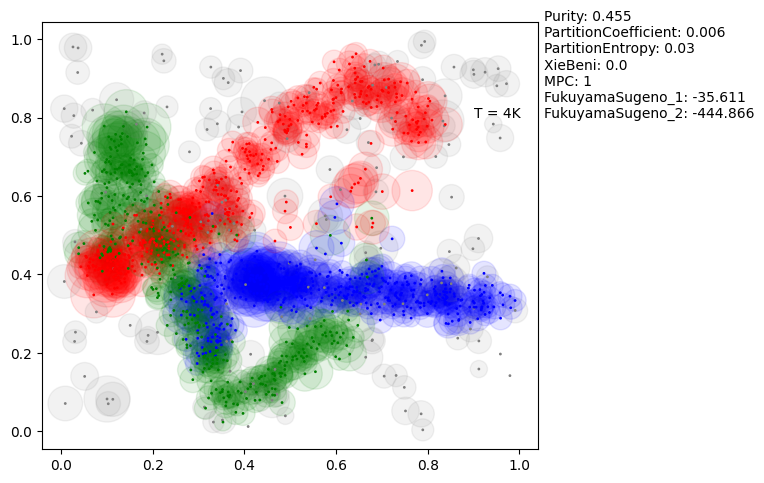 Purity: 0.455
PartitionCoefficient: 0.006
PartitionEntropy: 0.03
XieBeni: 0.0
MPC: 1
FukuyamaSugeno_1: -35.611
FukuyamaSugeno_2: -444.866
T = 4K
1.0
0.8
0.6
0.4
0.2
0.0
0.0 0.2 0.4 0.6 0.8 1.0